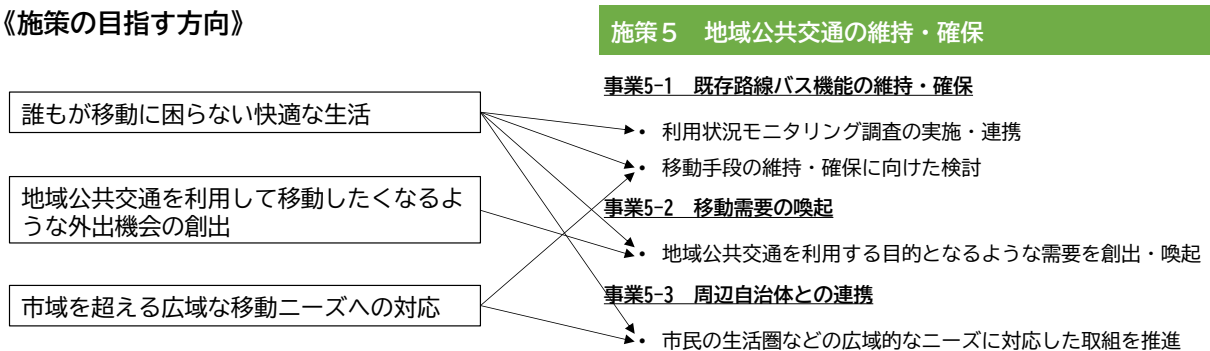 《施策の目指す方向》
誰もが移動に困らない快適な生活
地域公共交通を利用して移動したくなるよ
うな外出機会の創出
市域を超える広域な移動ニーズへの対応
施策５　地域公共交通の維持・確保
事業5-1　既存路線バス機能の維持・確保
• 利用状況モニタリング調査の実施・連携
• 移動手段の維持・確保に向けた検討
事業5-2　移動需要の喚起
• 地域公共交通を利用する目的となるような需要を創出・喚起
事業5-3　周辺自治体との連携
• 市民の生活圏などの広域的なニーズに対応した取組を推進